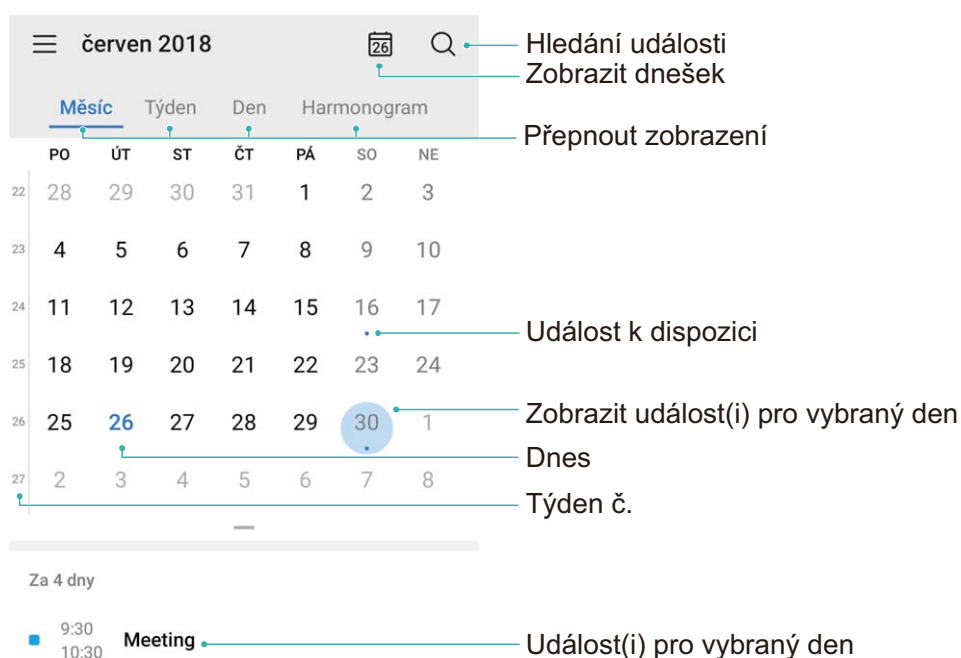 červen 2018
26
Hledání události
Zobrazit dnešek
Měsíc Týden Den Harmonogram
Přepnout zobrazení
PO ÚT ST ČT PÁ SO NE
22 28 29 30 31 1 2 3
23 4 5 6 7 8 9 10
24 11 12 13 14 15 16 17
Událost k dispozici
25 18 19 20 21 22 23 24
26 25 26 27 28 29 30 1
Zobrazit událost(i) pro vybraný den
Dnes
27 2 3 4 5 6 7 8
Týden č.
Za 4 dny
9:30
Meeting
10:30
Událost(i) pro vybraný den